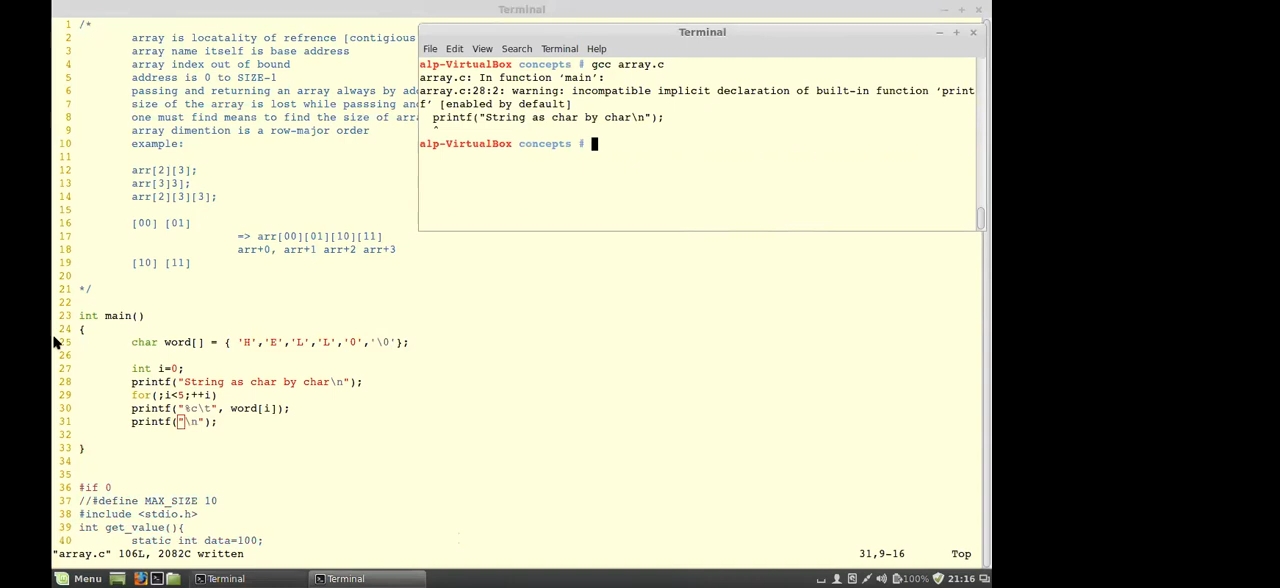 Terminal
1 /*
2 array is locatality of refrence [contigious
3 array name itself is base address
4 array index out of bound
5 address is 0 to SIZE-1
6 passing and returning an array always by add
7 size of the array is lost while passsing and
8 one must find means to find the size of arra
9 array dimention is a row-major order
10 example:
11
12 arr[2][3];
13 arr[3]3];
14 arr[2][3][3];
15
16 [00] [01]
17 => arr[00][01][10][11]
18 arr+0, arr+1 arr+2 arr+3
19 [10] [11]
20
21 */
22
23 int main()
24 {
25 char word[] = { 'H','E','L','L','O','\0'};
26
27 int i=0;
28 printf("String as char by char\n");
29 for(;i<5;++i)
30 printf("%c\t", word[i]);
31 printf("\n");
32
33 }
34
35
36 #if 0
37 //#define MAX_SIZE 10
38 #include <stdio.h>
39 int get_value(){
40 static int data=100;
"array.c" 106L, 2082C written 31,9-16 Top
Terminal
File Edit View Search Terminal Help
alp-VirtualBox concepts # gcc array.c
array.c: In function ‘main’:
array.c:28:2: warning: incompatible implicit declaration of built-in function ‘print
f’ [enabled by default]
printf("String as char by char\n");
^
alp-VirtualBox concepts #
Menu Terminal Terminal 100% 21:16